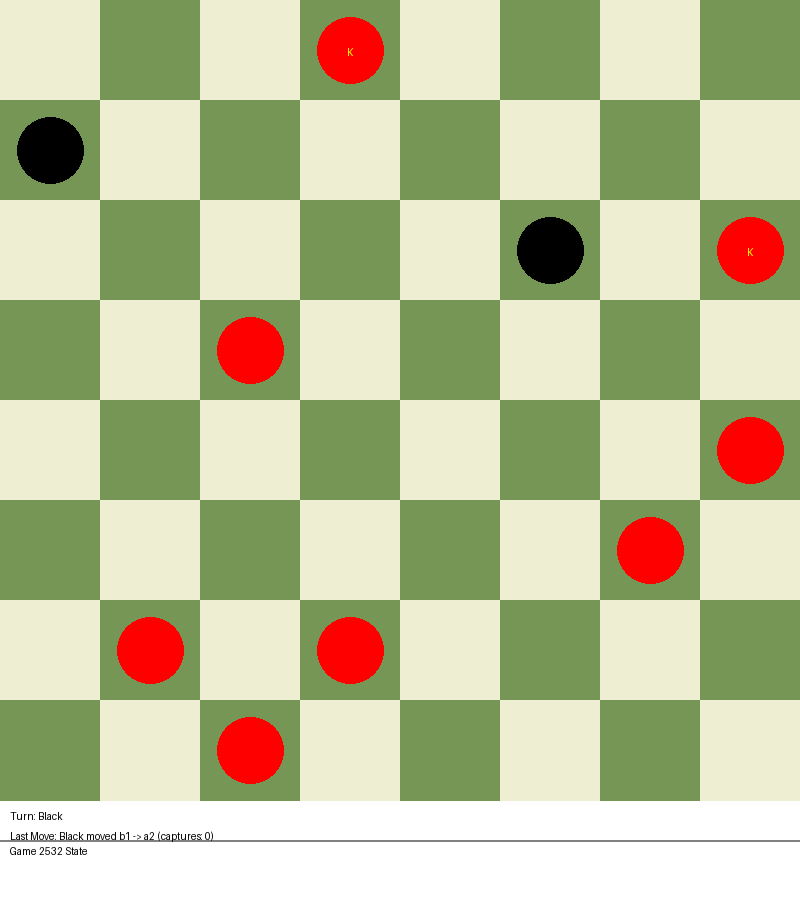 K
K
Turn: Black
Last Move: Black moved b1 -> a2 (captures: 0)
Game 2532 State